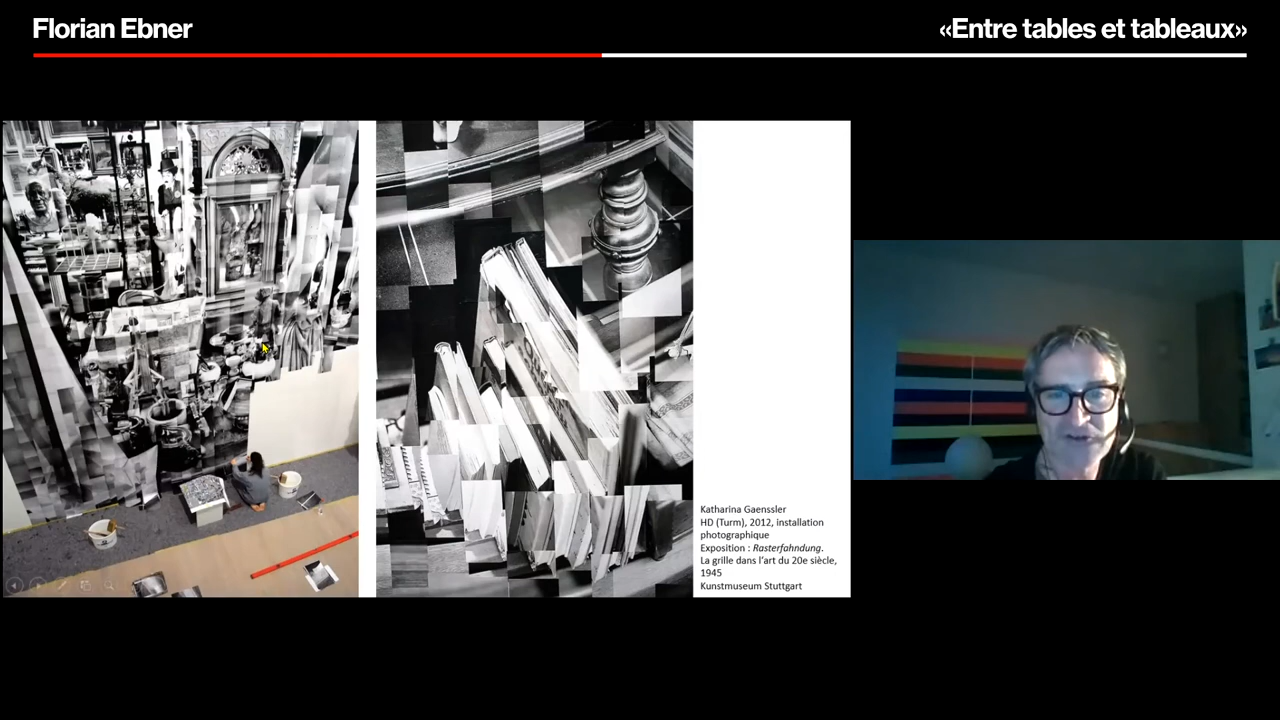 Florian Ebner
«Entre tables et tableaux»
Katharina Gaenssler
HD (Turm), 2012, installation
photographique
Exposition : Rasterfahndung.
La grille dans l'art du 20e siècle,
1945
Kunstmuseum Stuttgart